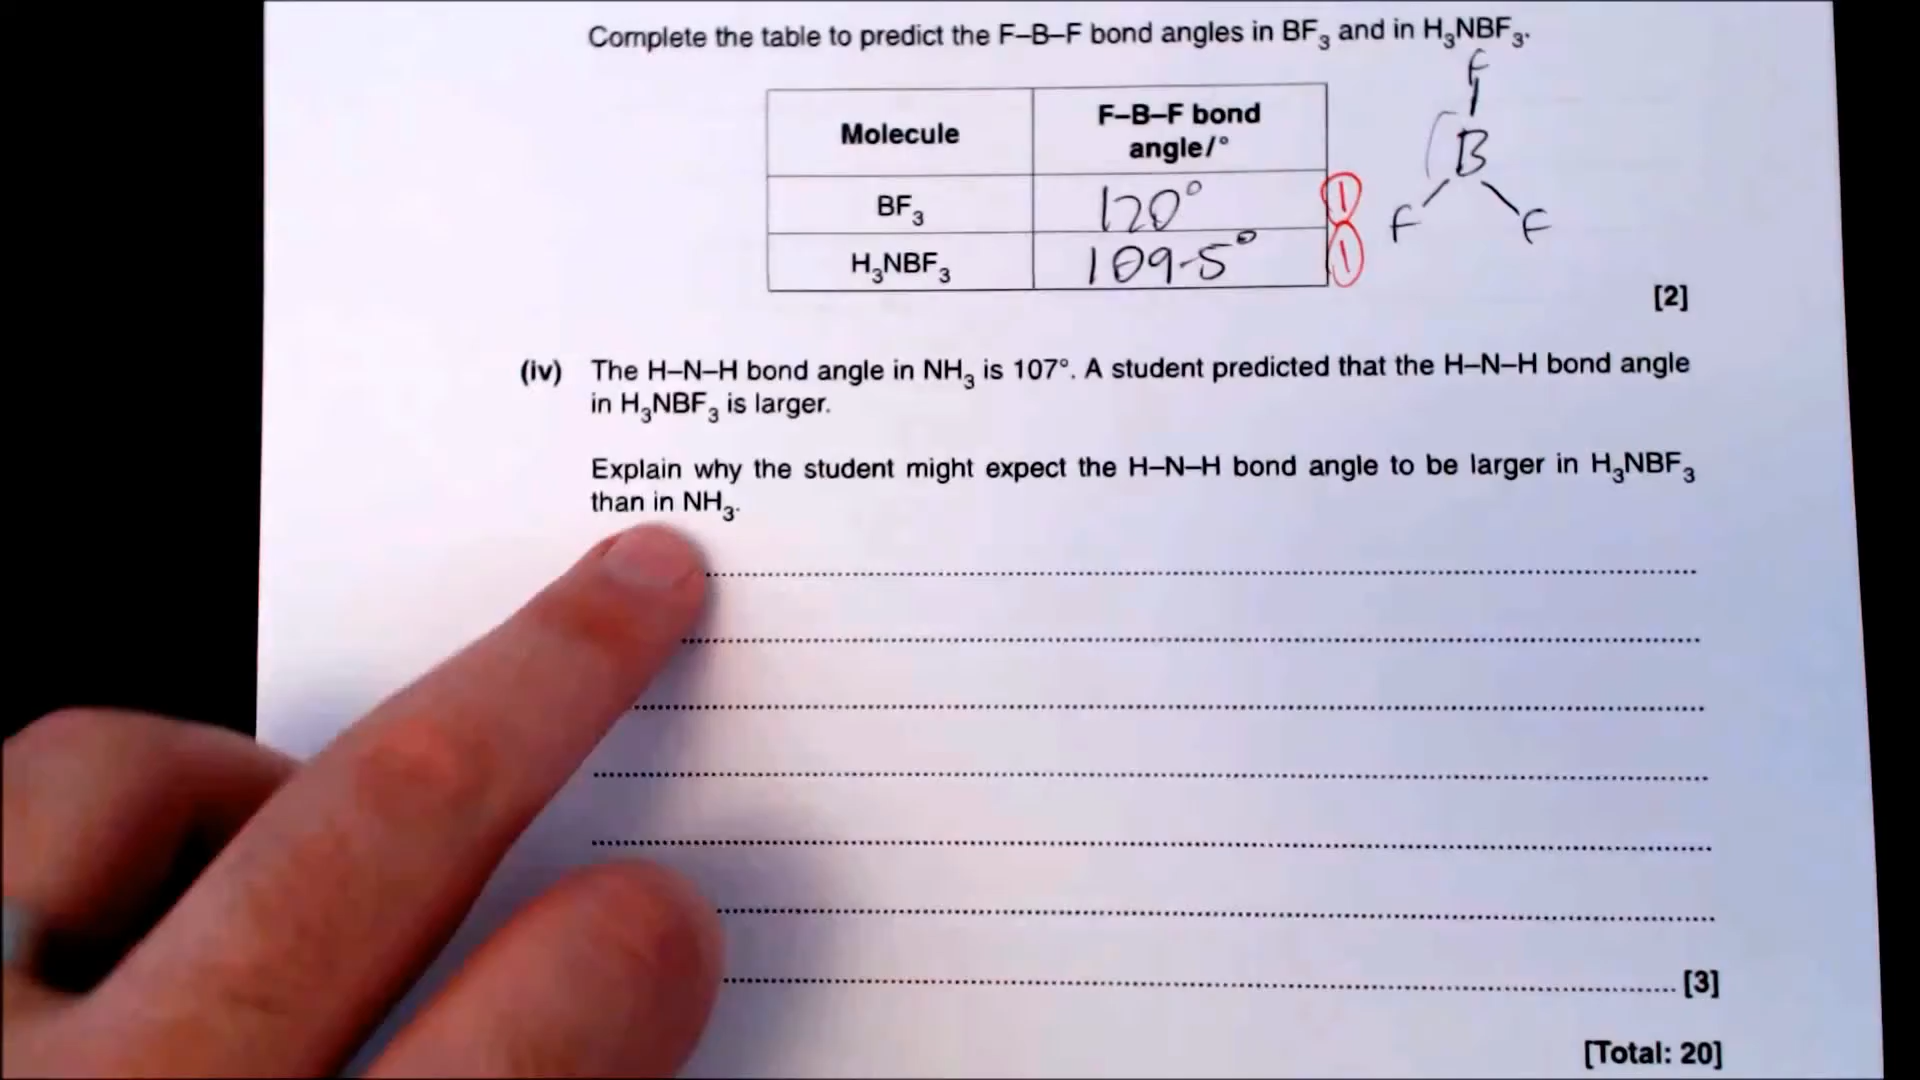 Complete the table to predict the F–B–F bond angles in BF₃ and in H₃NBF₃.
Molecule
F–B–F bond
angle/°
BF₃
120°
1
H₃NBF₃
109.5°
1
F
B
F
F
[2]
(iv) The H–N–H bond angle in NH₃ is 107°. A student predicted that the H–N–H bond angle
in H₃NBF₃ is larger.
Explain why the student might expect the H–N–H bond angle to be larger in H₃NBF₃
than in NH₃.
[3]
[Total: 20]